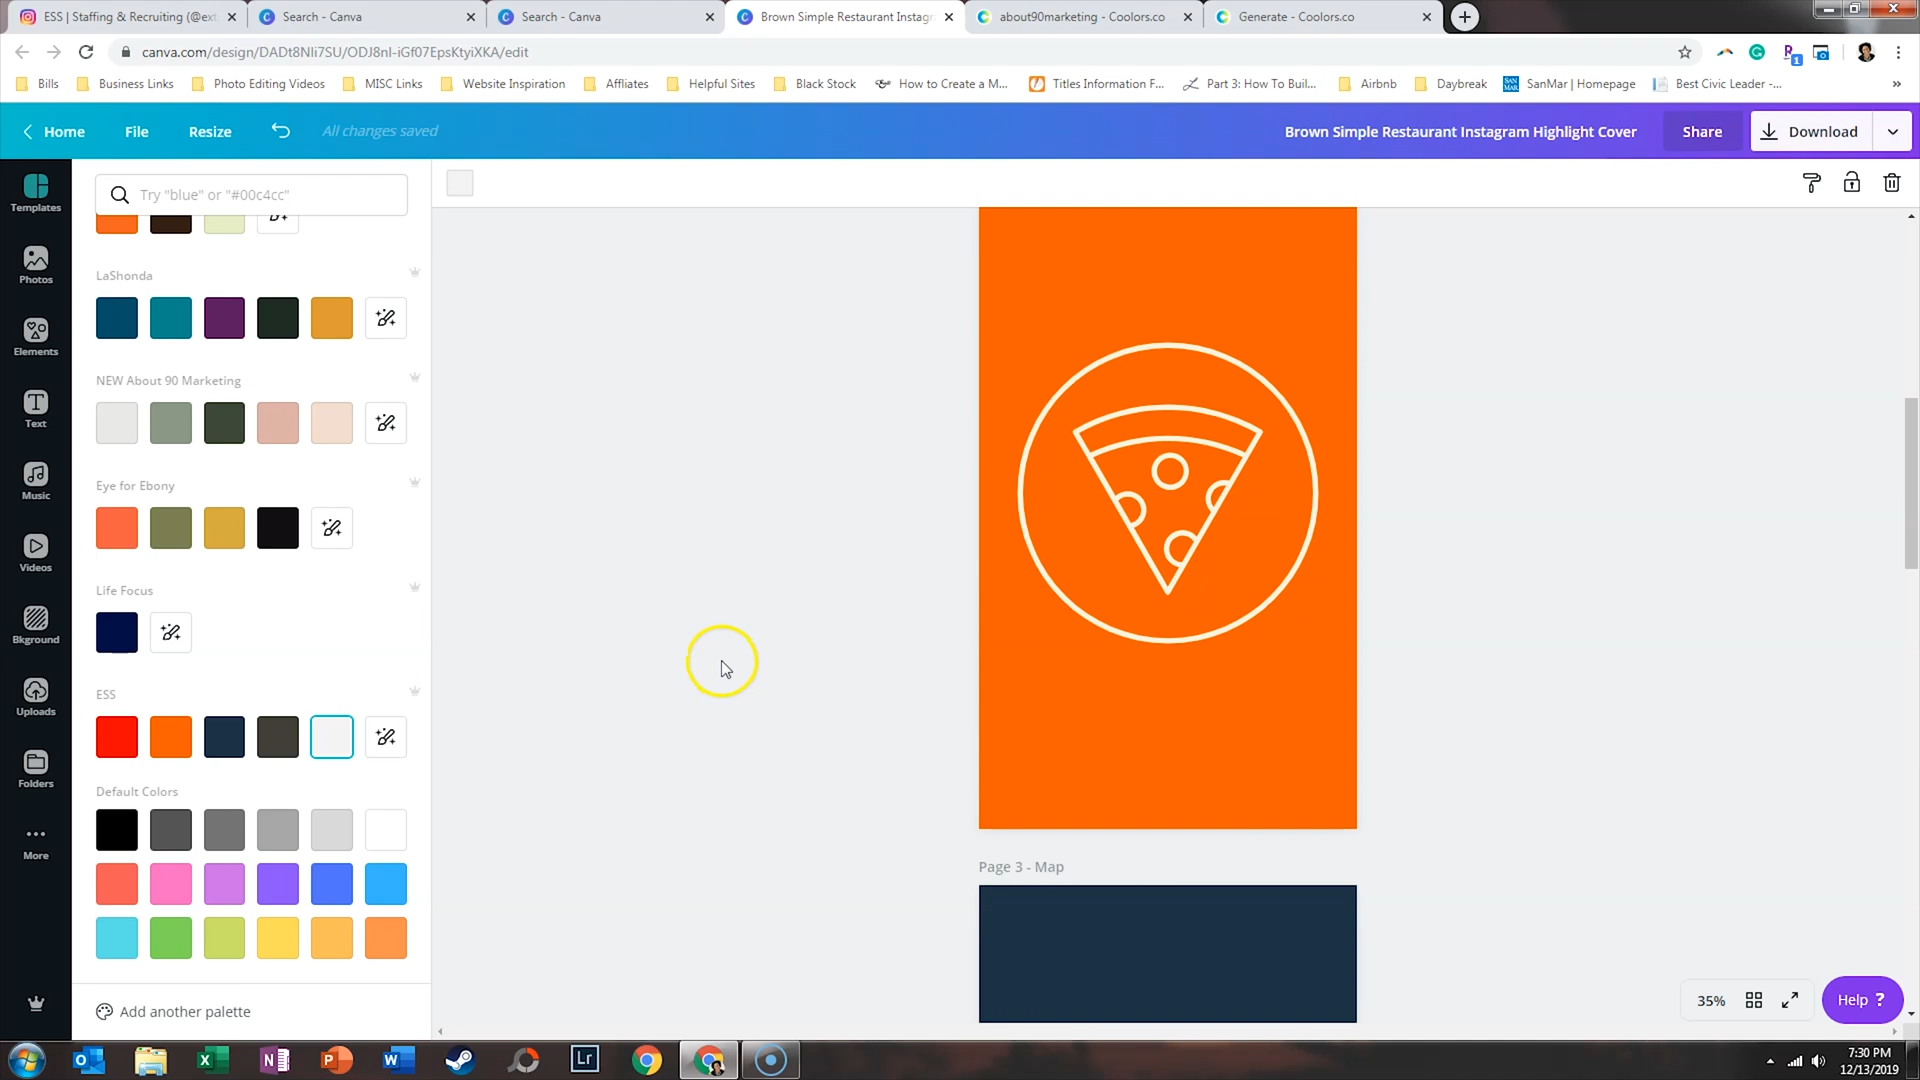 ESS | Staffing & Recruiting (@ext
Search - Canva
Search - Canva
Brown Simple Restaurant Instagr
about90marketing - Coolors.co
Generate - Coolors.co
canva.com/design/DADt8NIi7SU/ODJ8nI-iGf07EpsKtyiXKA/edit
Bills
Business Links
Photo Editing Videos
MISC Links
Website Inspiration
Affliates
Helpful Sites
Black Stock
How to Create a M...
Titles Information F...
Part 3: How To Buil...
Airbnb
Daybreak
SanMar | Homepage
Best Civic Leader -...
Home
File
Resize
All changes saved
Brown Simple Restaurant Instagram Highlight Cover
Share
Download
Templates
Photos
Elements
Text
Music
Videos
Bkground
Uploads
Folders
More
Try "blue" or "#00c4cc"
LaShonda
NEW About 90 Marketing
Eye for Ebony
Life Focus
ESS
Default Colors
Add another palette
Page 3 - Map
35%
Help ?
Lr
7:30 PM
12/13/2019